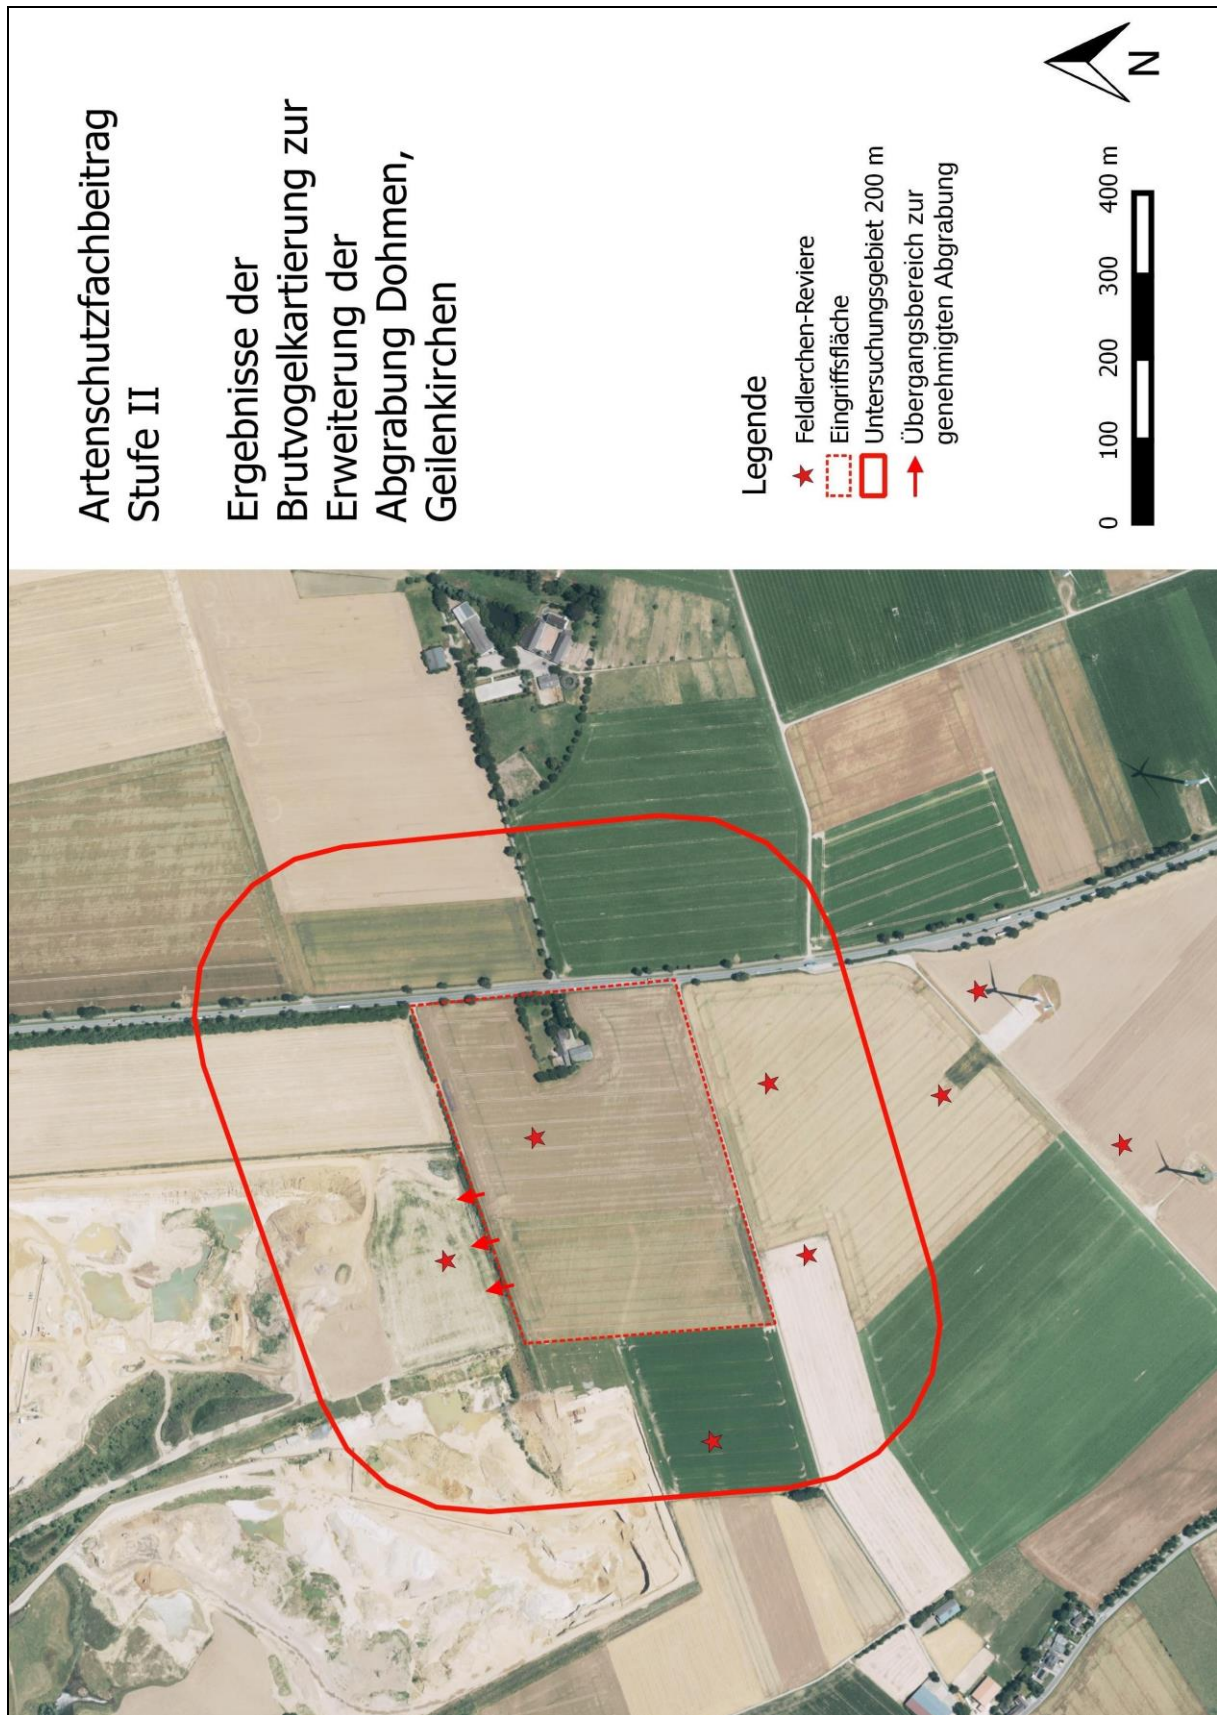 Artenschutzfachbeitrag
Stufe II
Ergebnisse der
Brutvogelkartierung zur
Erweiterung der
Abgrabung Dohmen,
Geilenkirchen
Legende
Feldlerchen-Reviere
Eingriffsfläche
Untersuchungsgebiet 200 m
Übergangsbereich zur
genehmigten Abgrabung
0 100 200 300 400 m
N